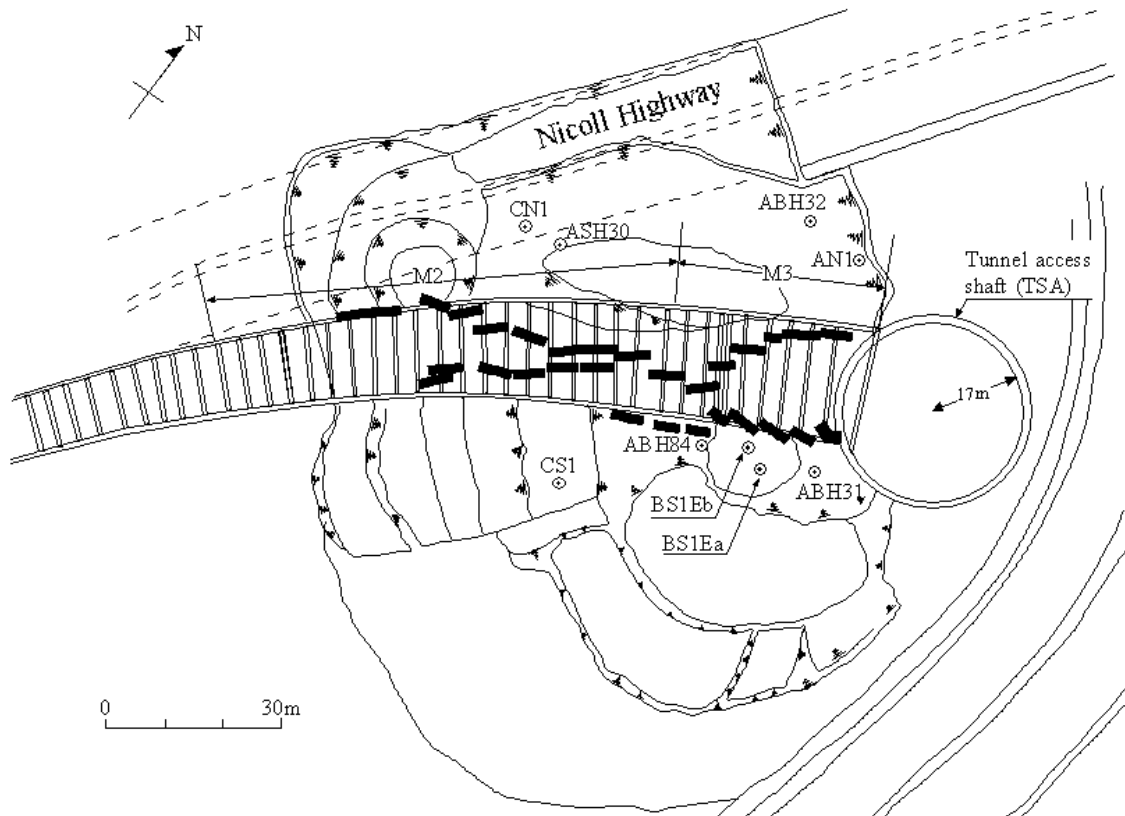 N
Nicoll Highway
ABH32
CN1
ASH30
AN1
Tunnel access
shaft (TSA)
M2
M3
17m
ABH84
CS1
ABH31
BS1Eb
BS1Ea
0 30m